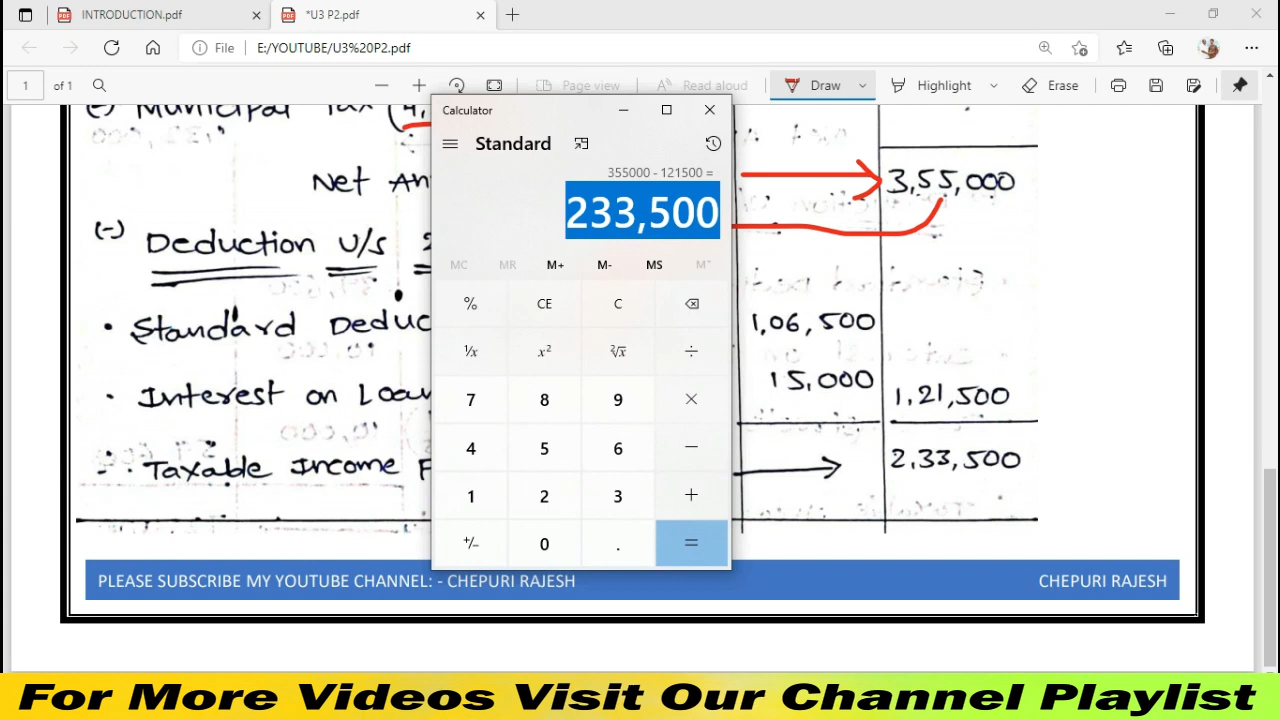 INTRODUCTION.pdf
*U3 P2.pdf
File E:/YOUTUBE/U3%20P2.pdf
1 of 1
Page view
Read aloud
Draw
Highlight
Erase
(-) Municipal Tax (4,
Calculator
Standard
355000 - 121500 =
233,500
MC MR M+ M- MS M˅
% CE C ⌫
¹/x x² ²√x ÷
7 8 9 ×
4 5 6 −
1 2 3 +
+/− 0 . =
Net An 3,55,000
(-) Deduction U/s 2
• Standard Deduc 1,06,500
• Interest on Loan 15,000 1,21,500
Taxable Income 2,33,500
PLEASE SUBSCRIBE MY YOUTUBE CHANNEL: - CHEPURI RAJESH CHEPURI RAJESH
For More Videos Visit Our Channel Playlist